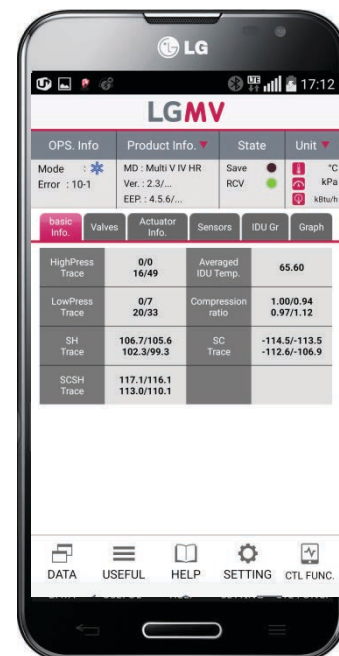 LG
17:12
LGMV
OPS. Info
Product Info. ▼
State
Unit ▼
Mode :
Error : 10-1
MD : Multi V IV HR
Ver. : 2.3/...
EEP. : 4.5.6/...
Save
RCV
°C
kPa
kBtu/h
basic
Info.
Valves
Actuator
Info.
Sensors
IDU Gr
Graph
HighPress
Trace
0/0
16/49
Averaged
IDU Temp.
65.60
LowPress
Trace
0/7
20/33
Compression
ratio
1.00/0.94
0.97/1.12
SH
Trace
106.7/105.6
102.3/99.3
SC
Trace
-114.5/-113.5
-112.6/-106.9
SCSH
Trace
117.1/116.1
113.0/110.1
DATA
USEFUL
HELP
SETTING
CTL FUNC.